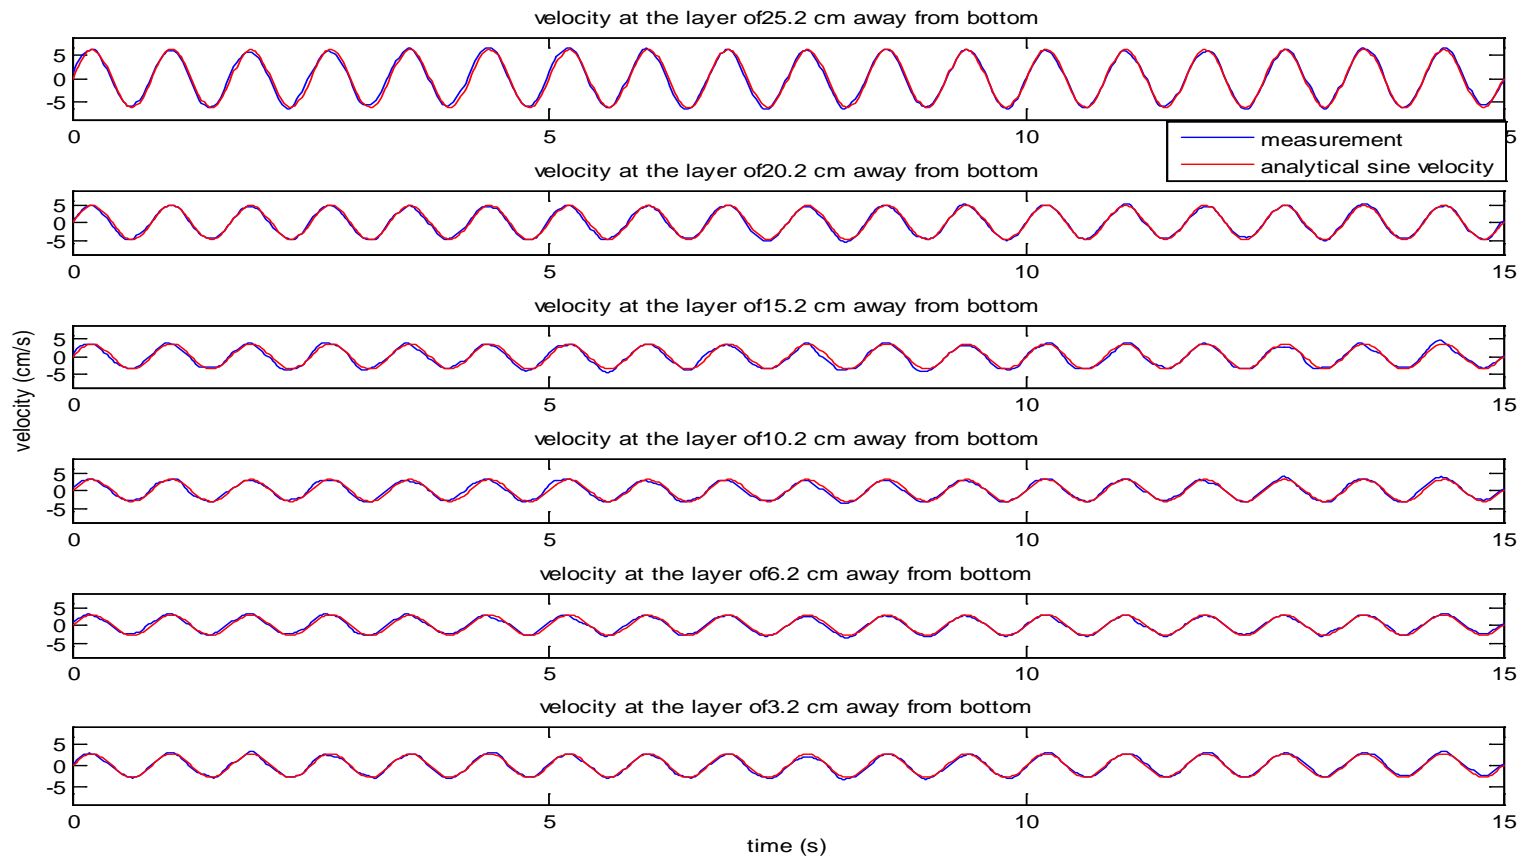 velocity at the layer of25.2 cm away from bottom
5
0
-5
0 5 10 5
measurement
analytical sine velocity
velocity at the layer of20.2 cm away from bottom
5
0
-5
0 5 10 15
velocity at the layer of15.2 cm away from bottom
5
0
-5
0 5 10 15
velocity (cm/s)
velocity at the layer of10.2 cm away from bottom
5
0
-5
0 5 10 15
velocity at the layer of6.2 cm away from bottom
5
0
-5
0 5 10 15
velocity at the layer of3.2 cm away from bottom
5
0
-5
0 5 10 15
time (s)